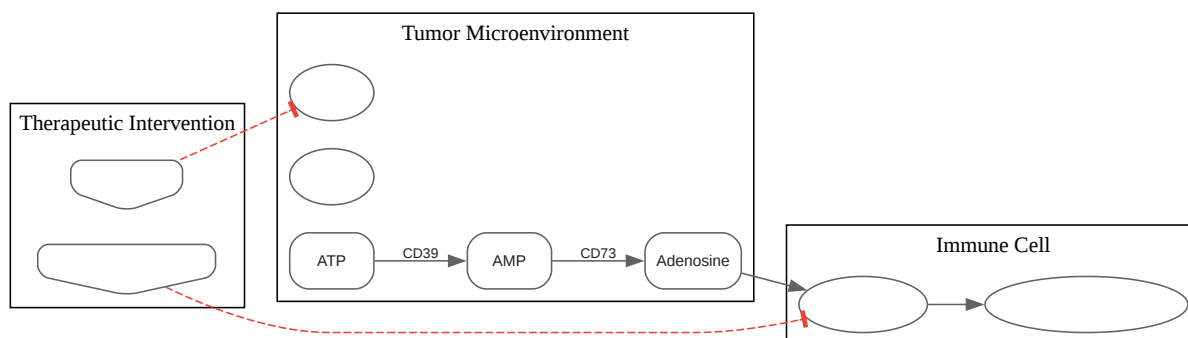 Tumor Microenvironment
Therapeutic Intervention
ATP
CD39
AMP
CD73
Adenosine
Immune Cell